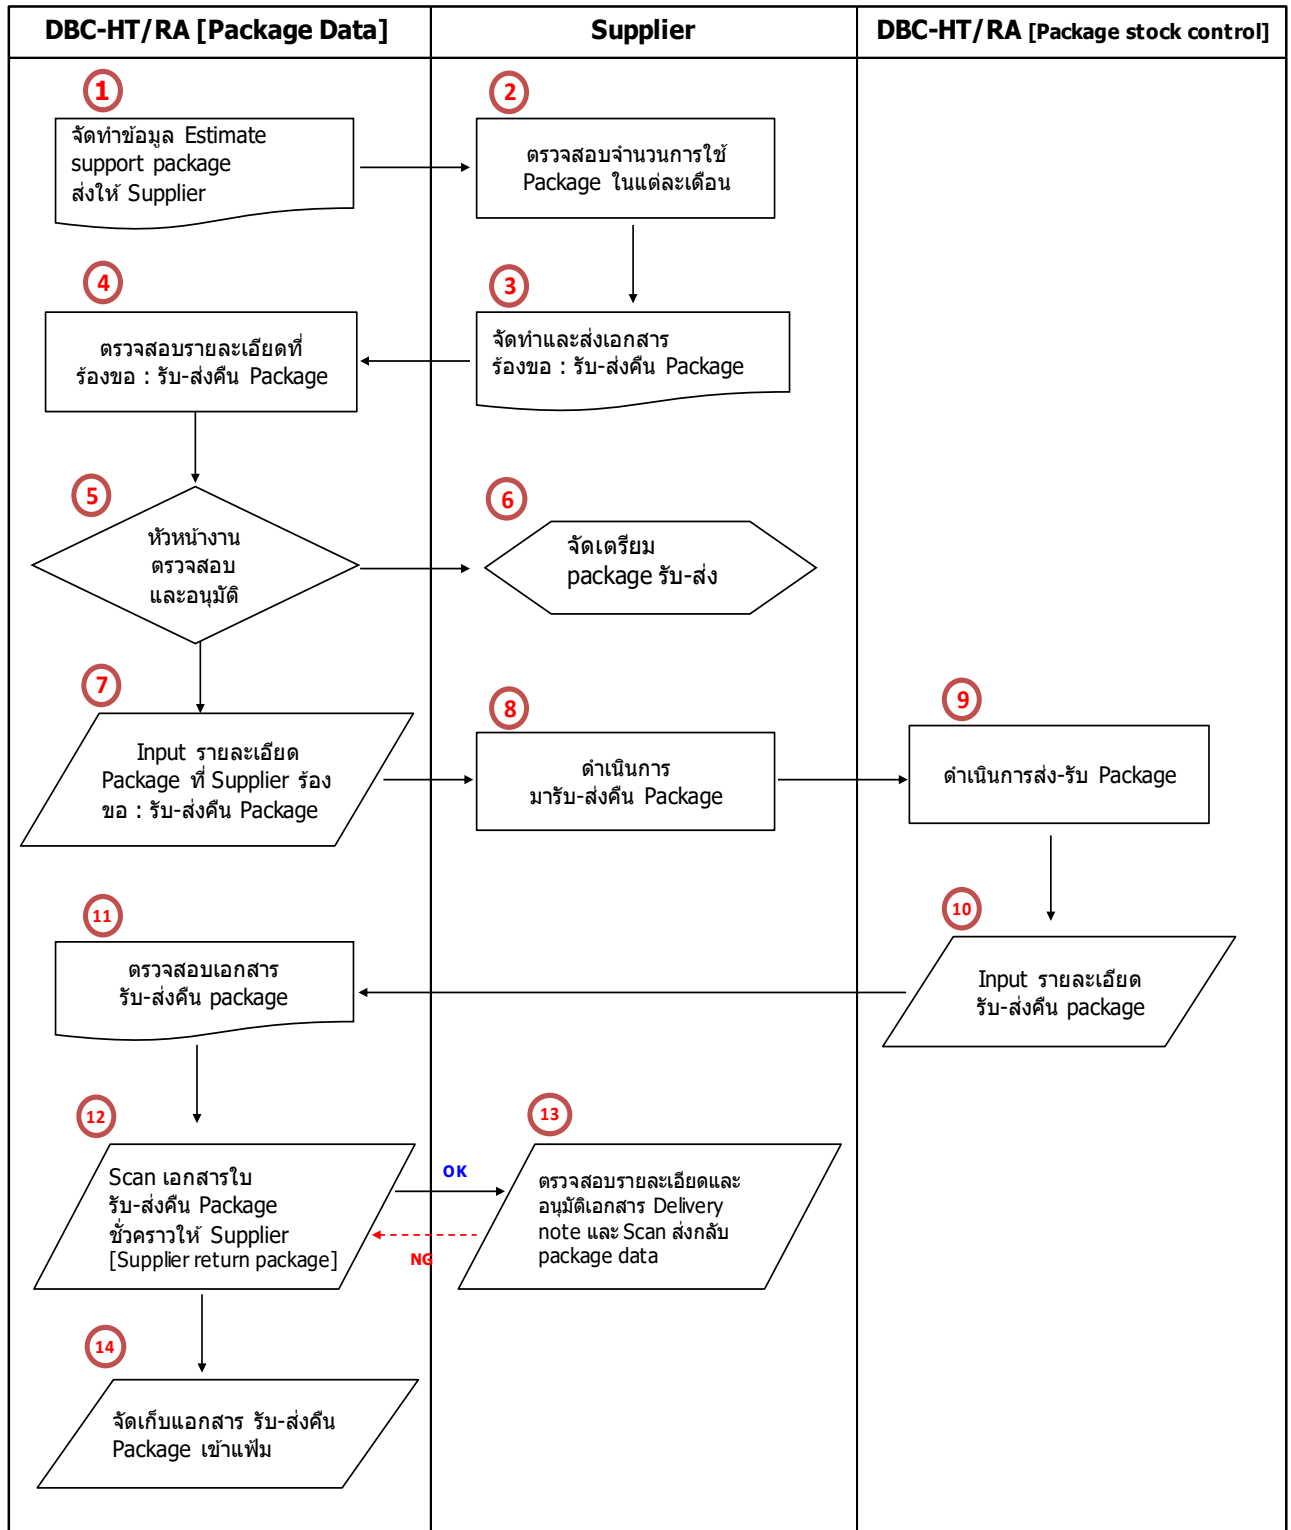 DBC-HT/RA [Package Data]
Supplier
DBC-HT/RA [Package stock control]
1
จัดทำข้อมูล Estimate
support package
ส่งให้ Supplier
2
ตรวจสอบจำนวนการใช้
Package ในแต่ละเดือน
4
ตรวจสอบรายละเอียดที่
ร้องขอ : รับ-ส่งคืน Package
3
จัดทำและส่งเอกสาร
ร้องขอ : รับ-ส่งคืน Package
5
หัวหน้างาน
ตรวจสอบ
และอนุมัติ
6
จัดเตรียม
package รับ-ส่ง
7
Input รายละเอียด
Package ที่ Supplier ร้อง
ขอ : รับ-ส่งคืน Package
8
ดำเนินการ
มารับ-ส่งคืน Package
9
ดำเนินการส่ง-รับ Package
11
ตรวจสอบเอกสาร
รับ-ส่งคืน package
10
Input รายละเอียด
รับ-ส่งคืน package
12
Scan เอกสารใบ
รับ-ส่งคืน Package
ชั่วคราวให้ Supplier
[Supplier return package]
OK
NG
13
ตรวจสอบรายละเอียดและ
อนุมัติเอกสาร Delivery
note และ Scan ส่งกลับ
package data
14
จัดเก็บแอกสาร รับ-ส่งคืน
Package เข้าแฟ้ม